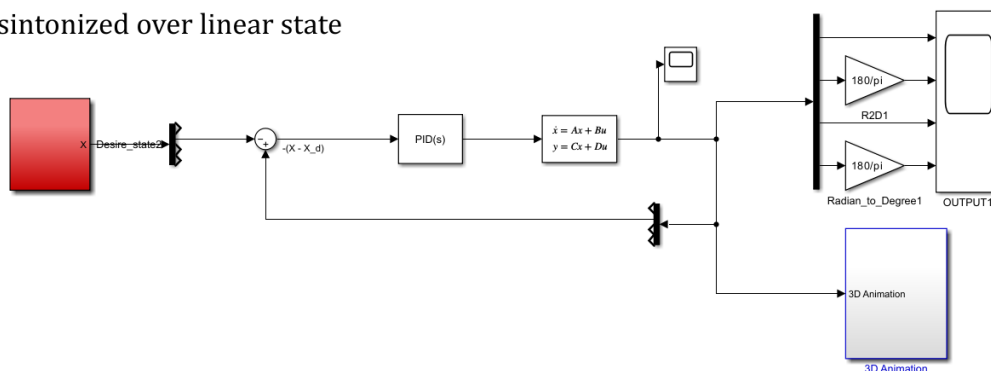 sintonized over linear state
X
Desire_state2
-
+
-(X - X_d)
PID(s)
ẋ = Ax + Bu
y = Cx + Du
180/pi
R2D1
180/pi
Radian_to_Degree1
OUTPUT1
3D Animation
3D Animation